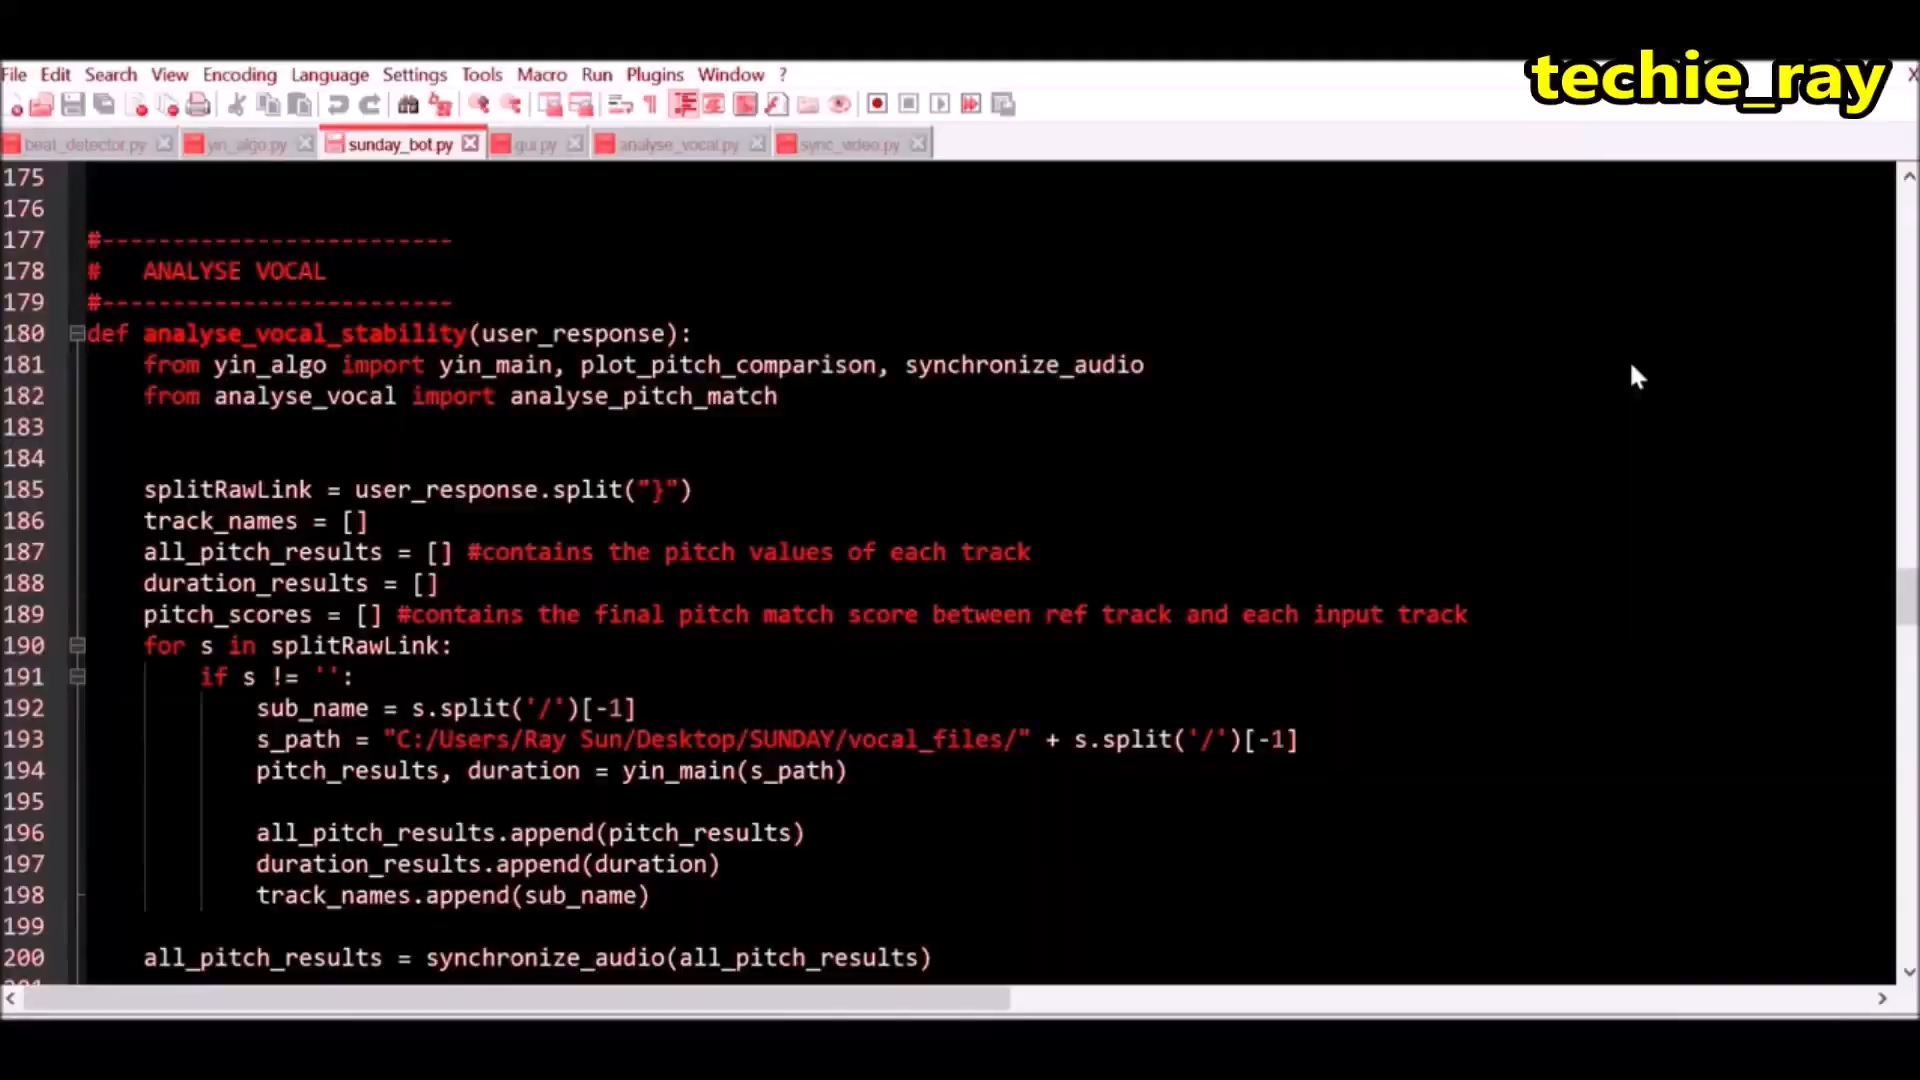 techie_ray
File Edit Search View Encoding Language Settings Tools Macro Run Plugins Window ?
beat_detector.py yin_algo.py sunday_bot.py gui.py analyse_vocal.py sync_video.py
175
176
177 #-------------------------
178 #   ANALYSE VOCAL
179 #-------------------------
180 def analyse_vocal_stability(user_response):
181     from yin_algo import yin_main, plot_pitch_comparison, synchronize_audio
182     from analyse_vocal import analyse_pitch_match
183
184
185     splitRawLink = user_response.split("}")
186     track_names = []
187     all_pitch_results = [] #contains the pitch values of each track
188     duration_results = []
189     pitch_scores = [] #contains the final pitch match score between ref track and each input track
190     for s in splitRawLink:
191         if s != '':
192             sub_name = s.split('/')[-1]
193             s_path = "C:/Users/Ray Sun/Desktop/SUNDAY/vocal_files/" + s.split('/')[-1]
194             pitch_results, duration = yin_main(s_path)
195
196             all_pitch_results.append(pitch_results)
197             duration_results.append(duration)
198             track_names.append(sub_name)
199
200     all_pitch_results = synchronize_audio(all_pitch_results)